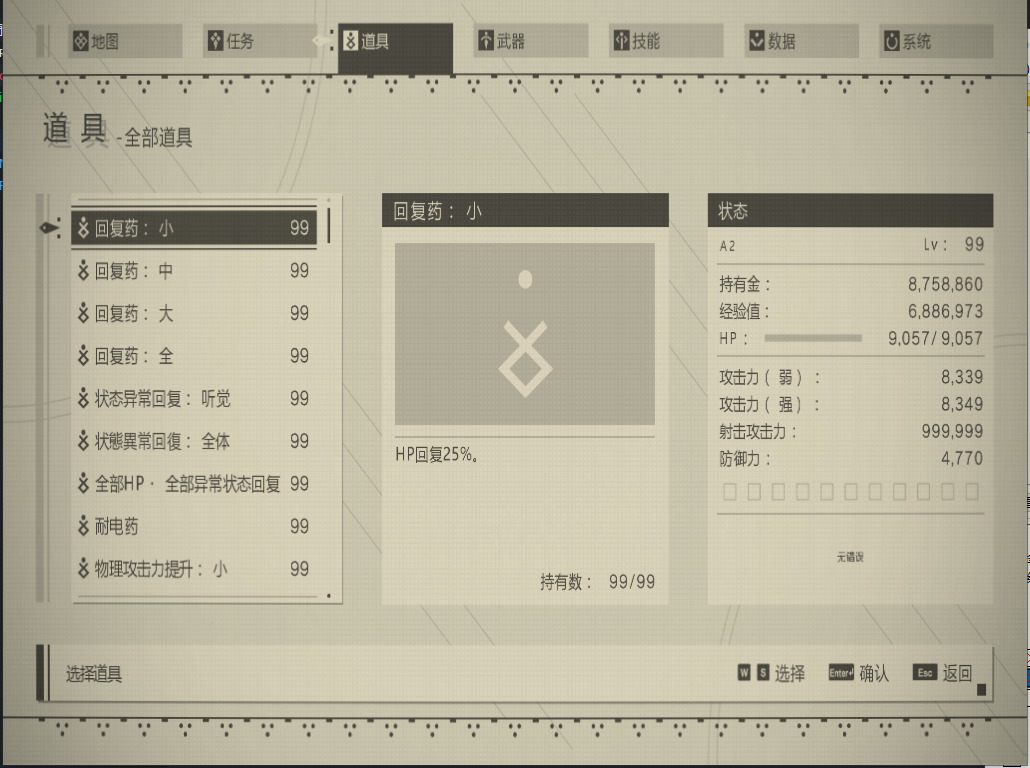 地图 任务 道具 武器 技能 数据 系统
道具 -全部道具
回复药：小 99
回复药：中 99
回复药：大 99
回复药：全 99
状态异常回复：听觉 99
状態異常回復：全体 99
全部HP· 全部异常状态回复 99
耐电药 99
物理攻击力提升：小 99
回复药：小
HP回复25%。
持有数： 99/99
状态
A2 Lv： 99
持有金： 8,758,860
经验值： 6,886,973
HP： 9,057/ 9,057
攻击力（弱）： 8,339
攻击力（强）： 8,349
射击攻击力： 999,999
防御力： 4,770
无错误
选择道具
W S 选择 Enter↵ 确认 Esc 返回